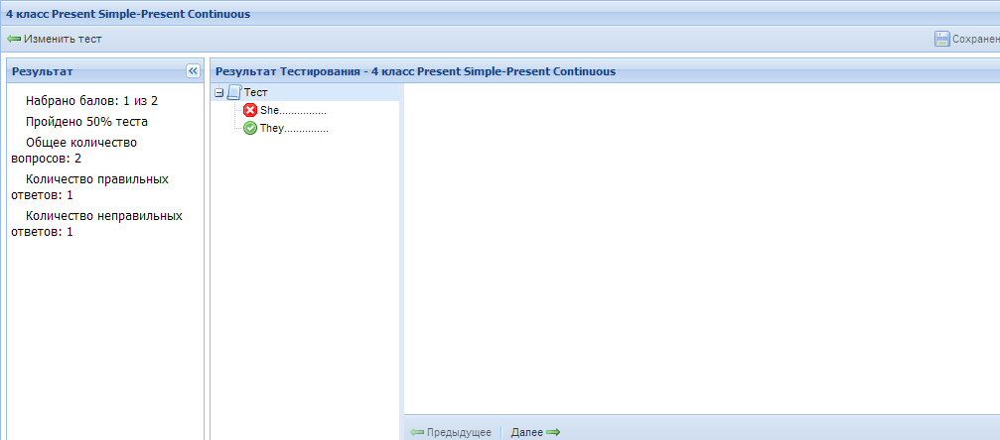 4 класс Present Simple-Present Continuous
Изменить тест
Сохранен
Результат
Набрано балов: 1 из 2
Пройдено 50% теста
Общее количество
вопросов: 2
Количество правильных
ответов: 1
Количество неправильных
ответов: 1
Результат Тестирования - 4 класс Present Simple-Present Continuous
Тест
She................
They...............
Предыдущее
Далее